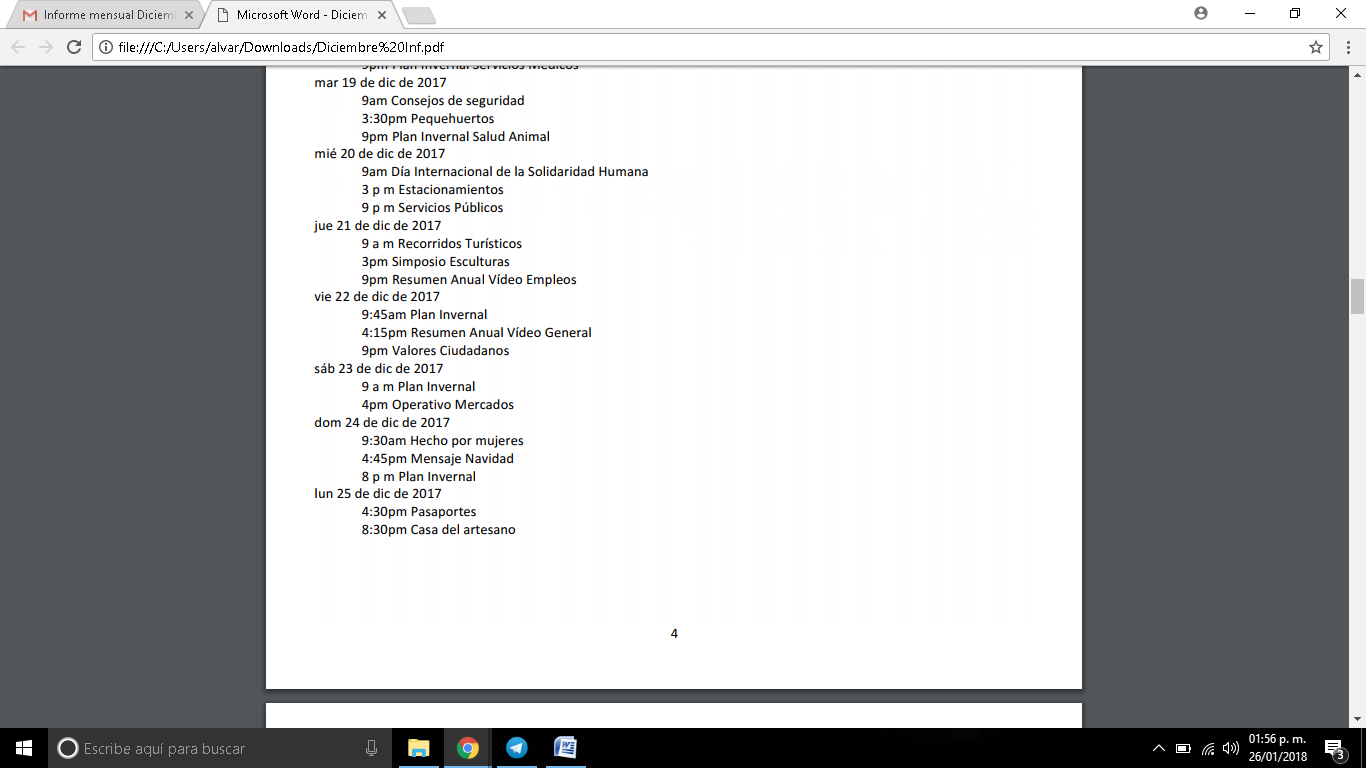 Informe mensual Diciem
Microsoft Word - Diciem
file:///C:/Users/alvar/Downloads/Diciembre%20Inf.pdf
9pm Plan Invernal Servicios Médicos
mar 19 de dic de 2017
9am Consejos de seguridad
3:30pm Pequehuertos
9pm Plan Invernal Salud Animal
mié 20 de dic de 2017
9am Día Internacional de la Solidaridad Humana
3 p m Estacionamientos
9 p m Servicios Públicos
jue 21 de dic de 2017
9 a m Recorridos Turísticos
3pm Simposio Esculturas
9pm Resumen Anual Vídeo Empleos
vie 22 de dic de 2017
9:45am Plan Invernal
4:15pm Resumen Anual Vídeo General
9pm Valores Ciudadanos
sáb 23 de dic de 2017
9 a m Plan Invernal
4pm Operativo Mercados
dom 24 de dic de 2017
9:30am Hecho por mujeres
4:45pm Mensaje Navidad
8 p m Plan Invernal
lun 25 de dic de 2017
4:30pm Pasaportes
8:30pm Casa del artesano
4
Escribe aquí para buscar
01:56 p. m.
26/01/2018
3